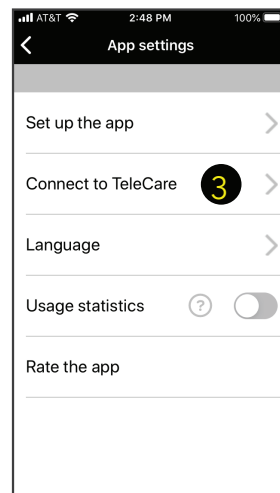 AT&T 2:48 PM 100%
App settings
Set up the app
Connect to TeleCare 3
Language
Usage statistics ?
Rate the app